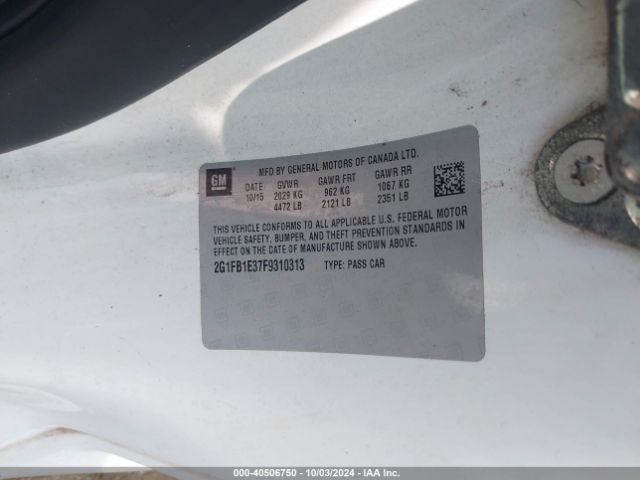 GM
MFD BY GENERAL MOTORS OF CANADA LTD.
DATE GVWR GAWR FRT GAWR RR
10/15 2029 KG 962 KG 1067 KG
4472 LB 2121 LB 2351 LB
THIS VEHICLE CONFORMS TO ALL APPLICABLE U.S. FEDERAL MOTOR
VEHICLE SAFETY, BUMPER, AND THEFT PREVENTION STANDARDS IN
EFFECT ON THE DATE OF MANUFACTURE SHOWN ABOVE.
2G1FB1E37F9310313 TYPE: PASS CAR
000-40506750 - 10/03/2024 - IAA Inc.